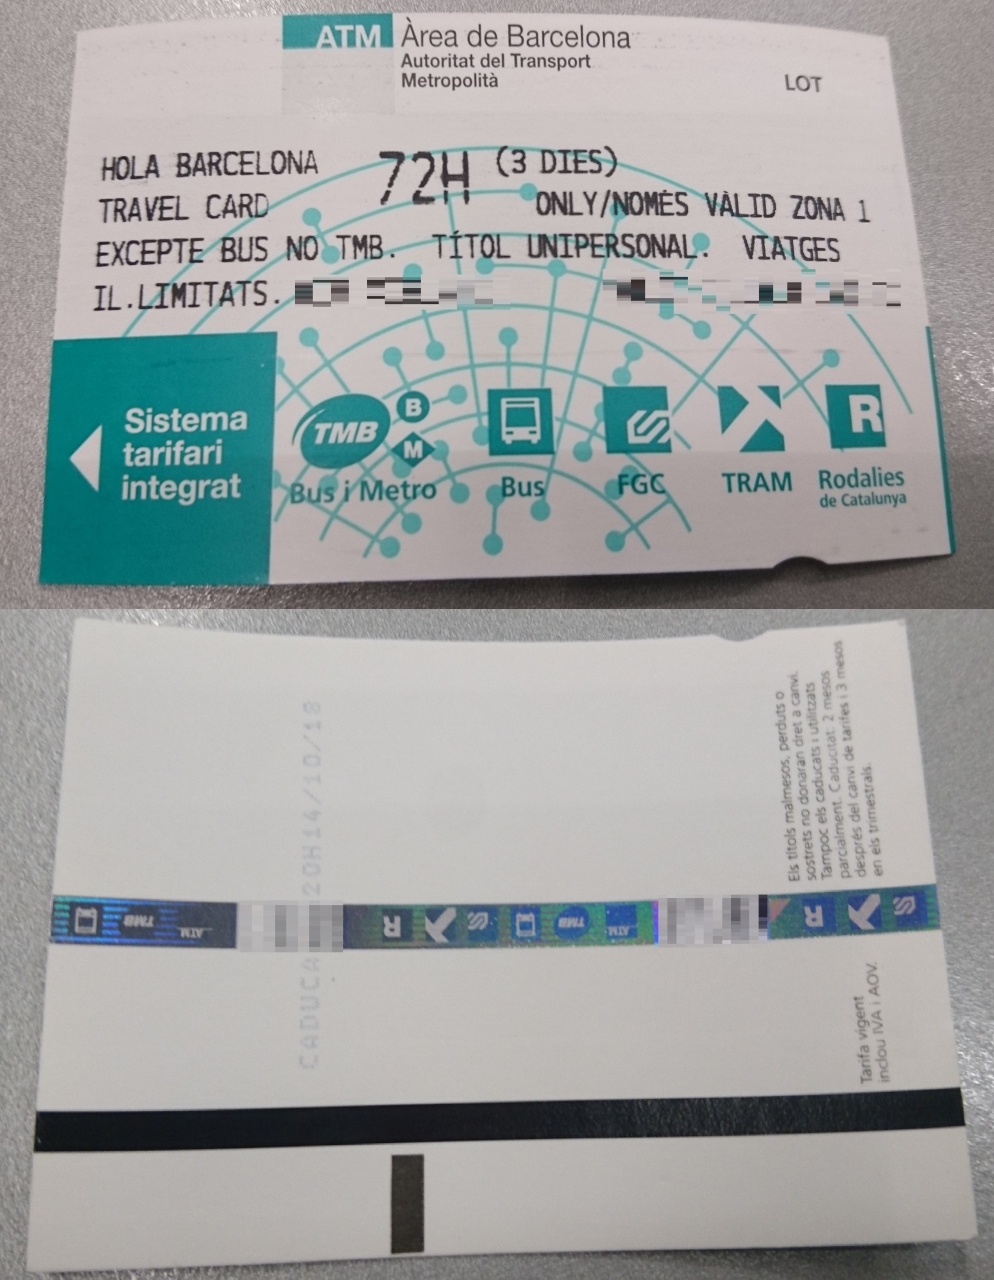 ATM Àrea de Barcelona
Autoritat del Transport
Metropolità
LOT
HOLA BARCELONA 72H (3 DIES)
TRAVEL CARD ONLY/NOMÉS VÀLID ZONA 1
EXCEPTE BUS NO TMB. TÍTOL UNIPERSONAL. VIATGES
IL.LIMITATS.
Sistema
tarifari
integrat
TMB B M
Bus i Metro
Bus
FGC
TRAM
R
Rodalies
de Catalunya
Els títols malmesos, perduts o
sostrets no donaran dret a canvi.
Tampoc els caducats i utilitzats
parcialment. Caducitat: 2 mesos
després del canvi de tarifes i 3 mesos
en els trimestrals.
CADUCA 20H14/10/18
TMB ATM R TMB ATM R
Tarifa vigent
inclou IVA i AOV.